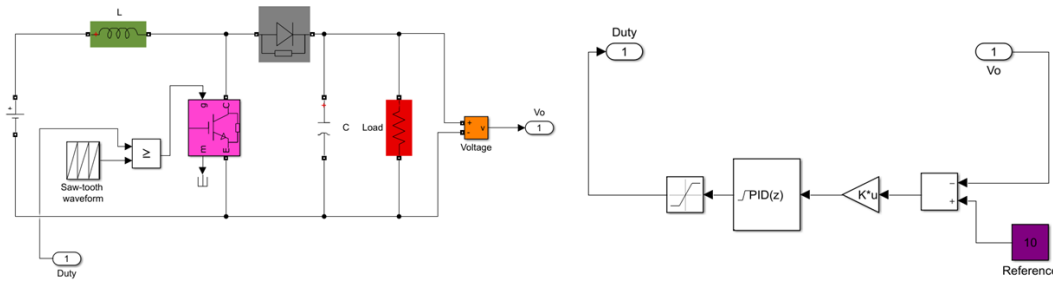 L
+
g
C
m
E
+
C
Load
+
-
v
Voltage
Vo
1
≥
Saw-tooth
waveform
1
Duty
Duty
1
1
Vo
PID(z)
K*u
−
+
10
Reference